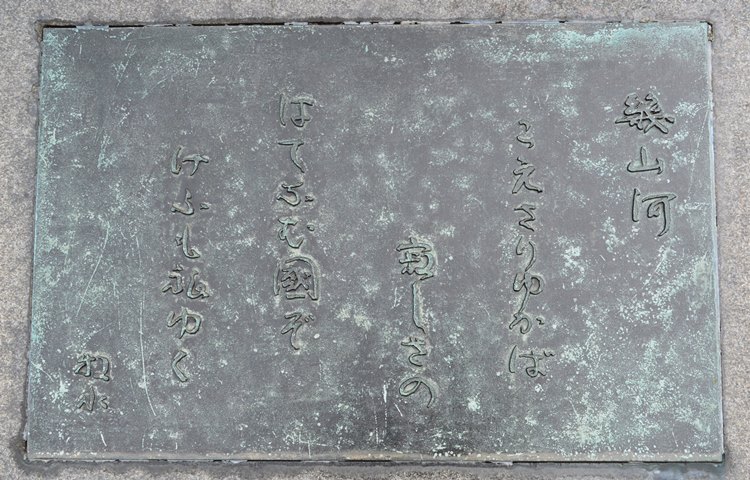 幾山河
こえさりゆかば
寂しさの
はてなむ國ぞ
けふも旅ゆく
牧水